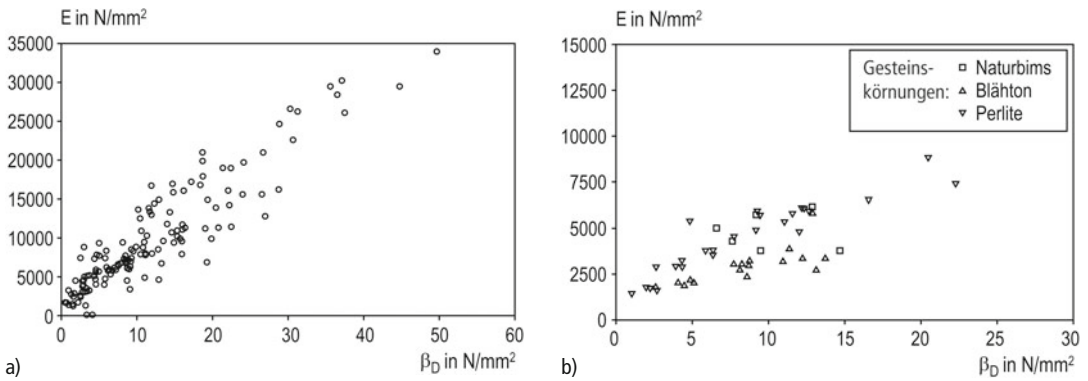 E in N/mm²
35000
30000
25000
20000
15000
10000
5000
0
0 10 20 30 40 50 60
a)
β_D in N/mm²
E in N/mm²
15000
12500
10000
7500
5000
2500
0
Gesteins-
körnungen:
Naturbims
Blähton
Perlite
0 5 10 15 20 25 30
b)
β_D in N/mm²